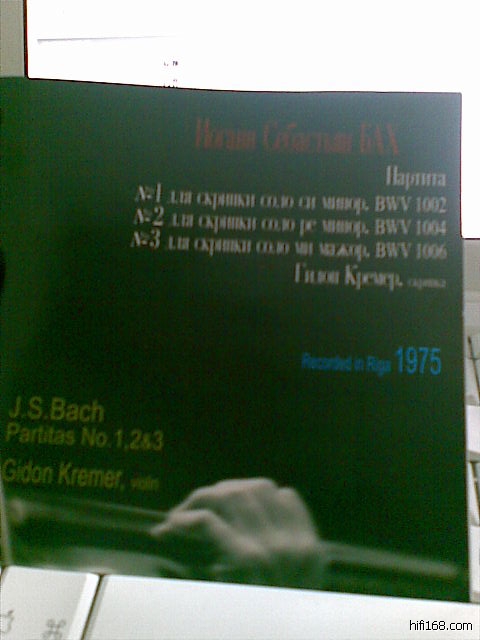 Иоганн Себастьян БАХ
Партита
№1 для скрипки соло си минор, BWV 1002
№2 для скрипки соло ре минор, BWV 1004
№3 для скрипки соло ми мажор, BWV 1006
Гидон Кремер, скрипка
Recorded in Riga 1975
J.S.Bach
Partitas No.1,2&3
Gidon Kremer, violin
hifi168.com